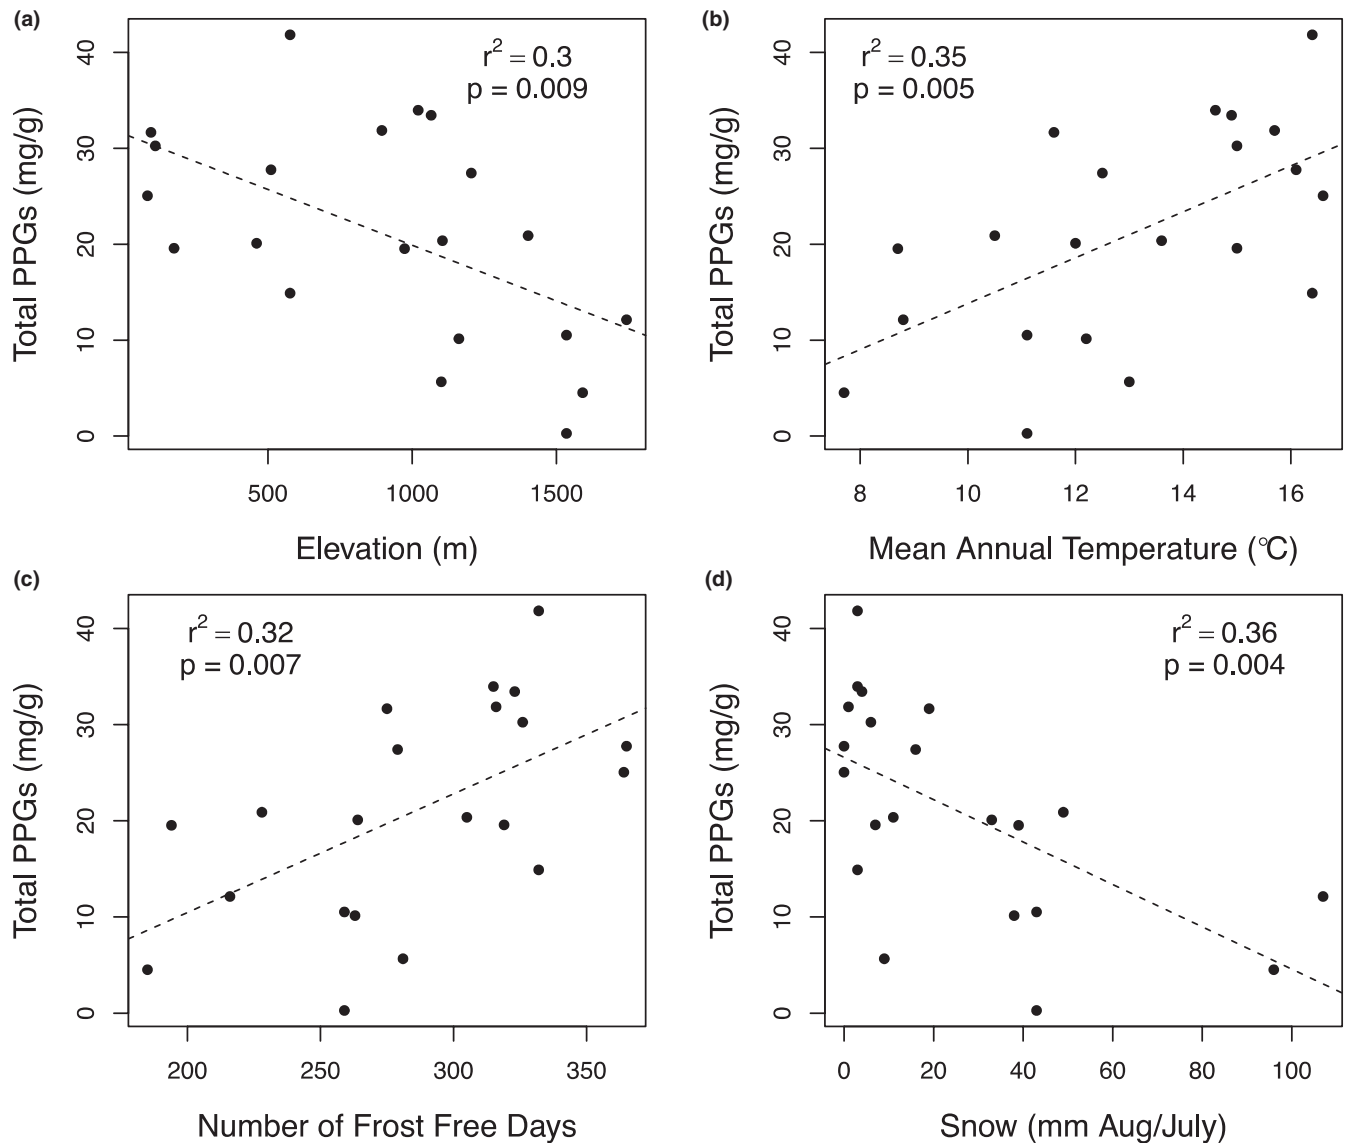 (a)
r² = 0.3
p = 0.009
Total PPGs (mg/g)
0 10 20 30 40
500 1000 1500
Elevation (m)
(b)
r² = 0.35
p = 0.005
Total PPGs (mg/g)
0 10 20 30 40
8 10 12 14 16
Mean Annual Temperature (°C)
(c)
r² = 0.32
p = 0.007
Total PPGs (mg/g)
0 10 20 30 40
200 250 300 350
Number of Frost Free Days
(d)
r² = 0.36
p = 0.004
Total PPGs (mg/g)
0 10 20 30 40
0 20 40 60 80 100
Snow (mm Aug/July)